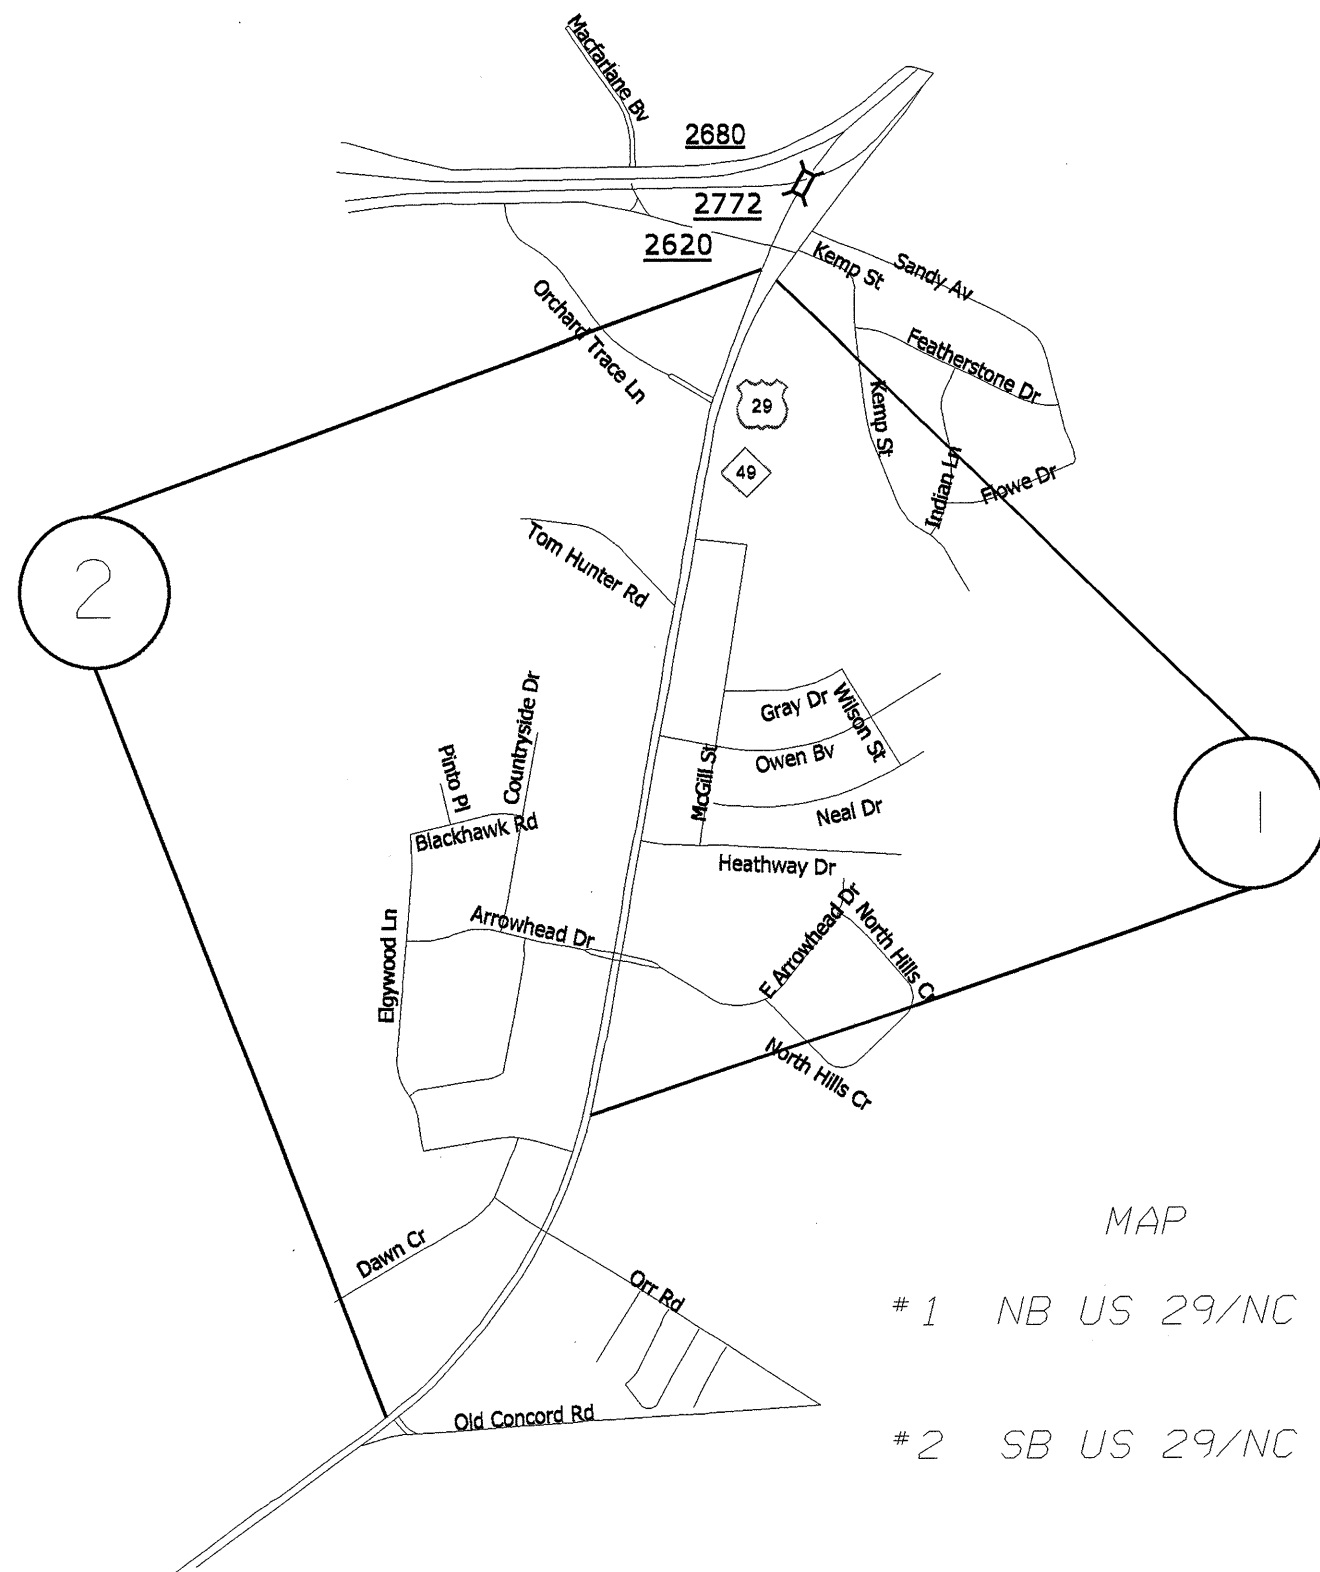 Macfarlane Bv
2680
2772
2620
Kemp St
Sandy Av
Orchard Trace Ln
Featherstone Dr
29
Kemp St
49
Indian Ln
Flowe Dr
Tom Hunter Rd
2
Countryside Dr
Pinto Pl
Gray Dr
Wilson St
Owen Bv
McGill St
Neal Dr
1
Blackhawk Rd
Heathway Dr
Elgywood Ln
Arrowhead Dr
E Arrowhead Dr
North Hills Cr
North Hills Cr
MAP
Dawn Cr
Orr Rd
#1 NB US 29/NC
Old Concord Rd
#2 SB US 29/NC